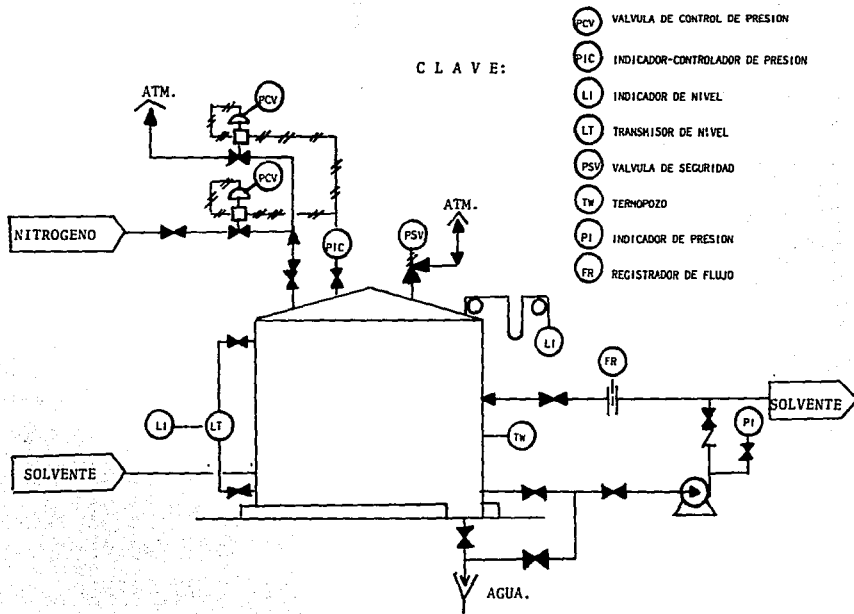 C L A V E:
PCV VALVULA DE CONTROL DE PRESION
PIC INDICADOR-CONTROLADOR DE PRESION
LI INDICADOR DE NIVEL
LT TRANSMISOR DE NIVEL
PSV VALVULA DE SEGURIDAD
TW TERMOPOZO
PI INDICADOR DE PRESION
FR REGISTRADOR DE FLUJO
ATM.
PCV
PCV
NITROGENO
PIC
PSV
ATM.
LI
FR
SOLVENTE
PI
LI
LT
TW
SOLVENTE
AGUA.